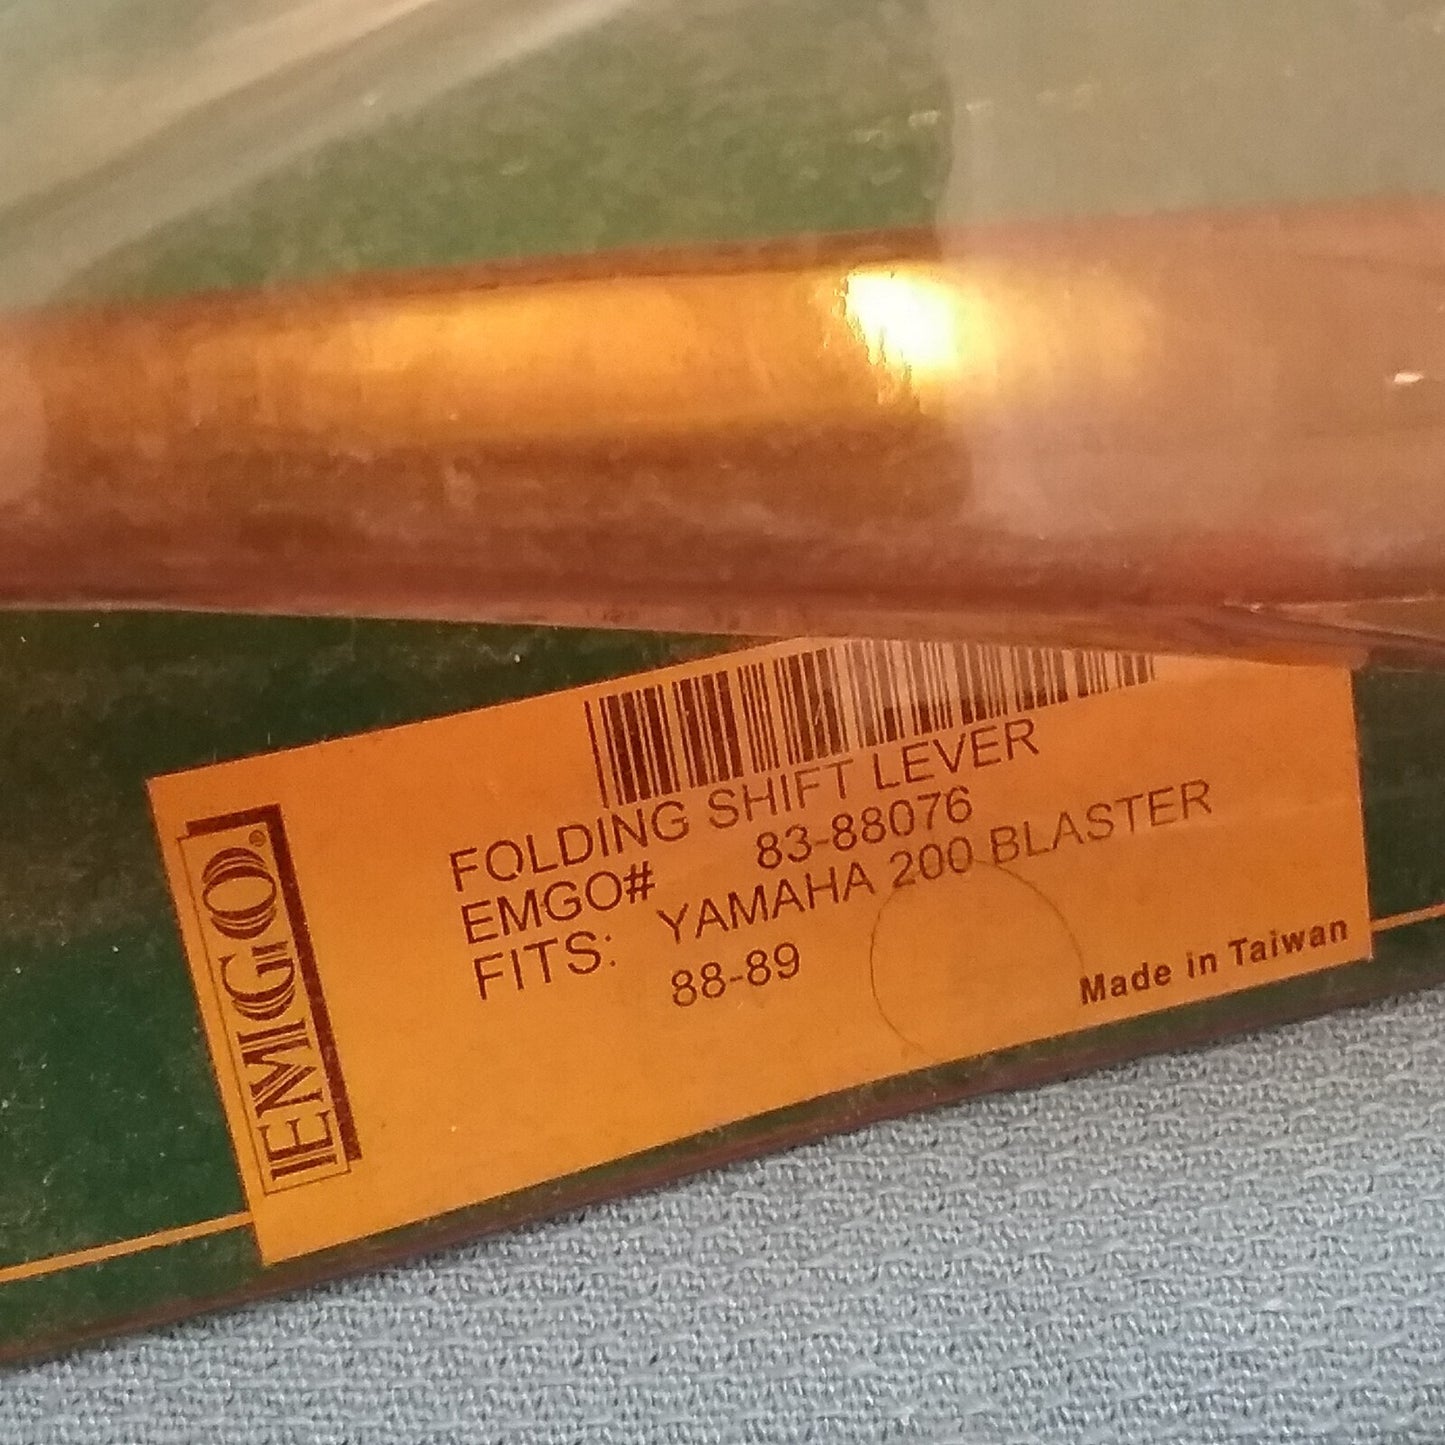 FOLDING SHIFT LEVER
EMGO# 83-88076
FITS: YAMAHA 200 BLASTER
88-89
Made in Taiwan
EMGO®